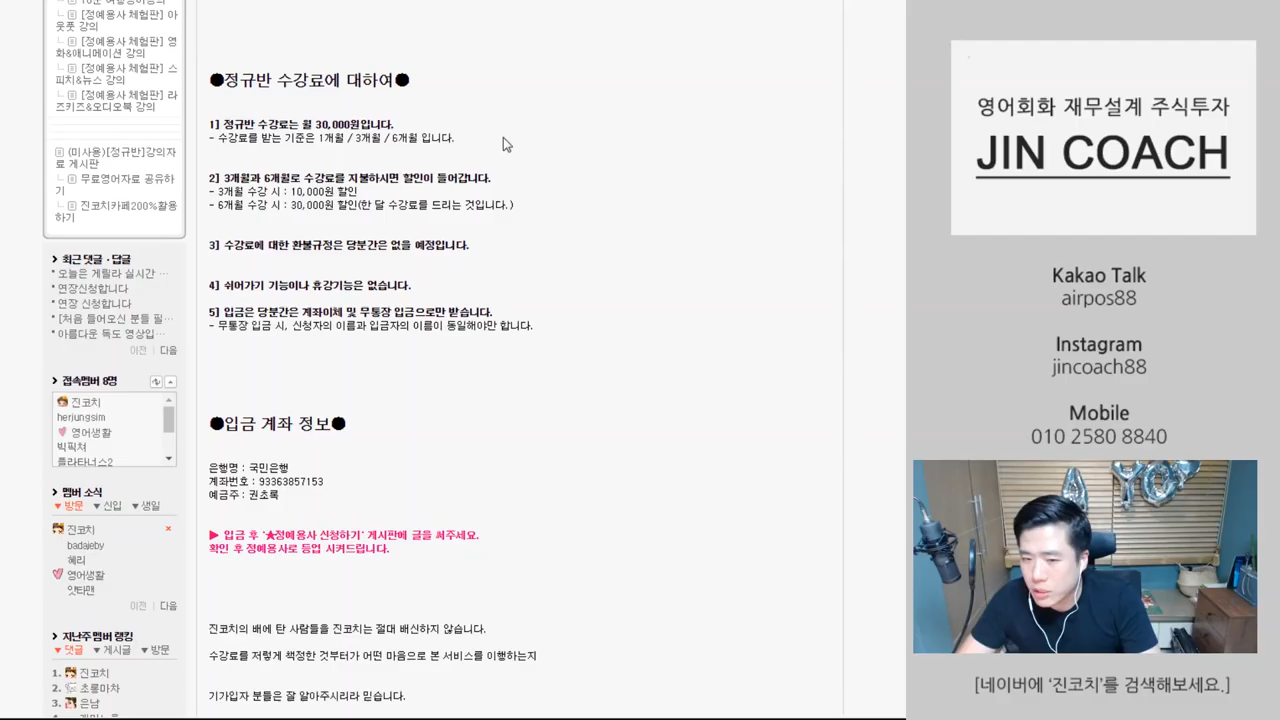 [정예용사 체험판] 아
웃풋 강의
[정예용사 체험판] 영
화&애니메이션 강의
[정예용사 체험판] 스
피치&뉴스 강의
[정예용사 체험판] 라
즈키즈&오디오북 강의
(미사용)[정규반]강의자
료 게시판
무료영어자료 공유하
기
진코치카페200%활용
하기
최근 댓글·답글
오늘은 게릴라 실시간 ···
연장신청합니다
연장 신청합니다
[처음 들어오신 분들 필···
아름다운 독도 영상입···
이전 | 다음
접속멤버 8명
진코치
herjungsim
영어생활
빅픽쳐
플라타너스2
멤버 소식
▼방문 ▼신입 ▼생일
진코치
badajeby
혜리
영어생활
앗타맨
이전 | 다음
지난주 멤버 랭킹
▼댓글 ▼게시글 ▼방문
1. 진코치
2. 초롱마차
3. 은남
●정규반 수강료에 대하여●
1] 정규반 수강료는 월 30,000원입니다.
- 수강료를 받는 기준은 1개월 / 3개월 / 6개월 입니다.
2] 3개월과 6개월로 수강료를 지불하시면 할인이 들어갑니다.
- 3개월 수강 시 : 10,000원 할인
- 6개월 수강 시 : 30,000원 할인(한 달 수강료를 드리는 것입니다.)
3] 수강료에 대한 환불규정은 당분간은 없을 예정입니다.
4] 쉬어가기 기능이나 휴강기능은 없습니다.
5] 입금은 당분간은 계좌이체 및 무통장 입금으로만 받습니다.
- 무통장 입금 시, 신청자의 이름과 입금자의 이름이 동일해야만 합니다.
●입금 계좌 정보●
은행명 : 국민은행
계좌번호 : 93363857153
예금주 : 권초록
▶ 입금 후 '★정예용사 신청하기' 게시판에 글을 써주세요.
확인 후 정예용사로 등업 시켜드립니다.
진코치의 배에 탄 사람들을 진코치는 절대 배신하지 않습니다.
수강료를 저렇게 책정한 것부터가 어떤 마음으로 본 서비스를 이행하는지
기가입자 분들은 잘 알아주시리라 믿습니다.
영어회화 재무설계 주식투자
JIN COACH
Kakao Talk
airpos88
Instagram
jincoach88
Mobile
010 2580 8840
[네이버에 '진코치'를 검색해보세요.]